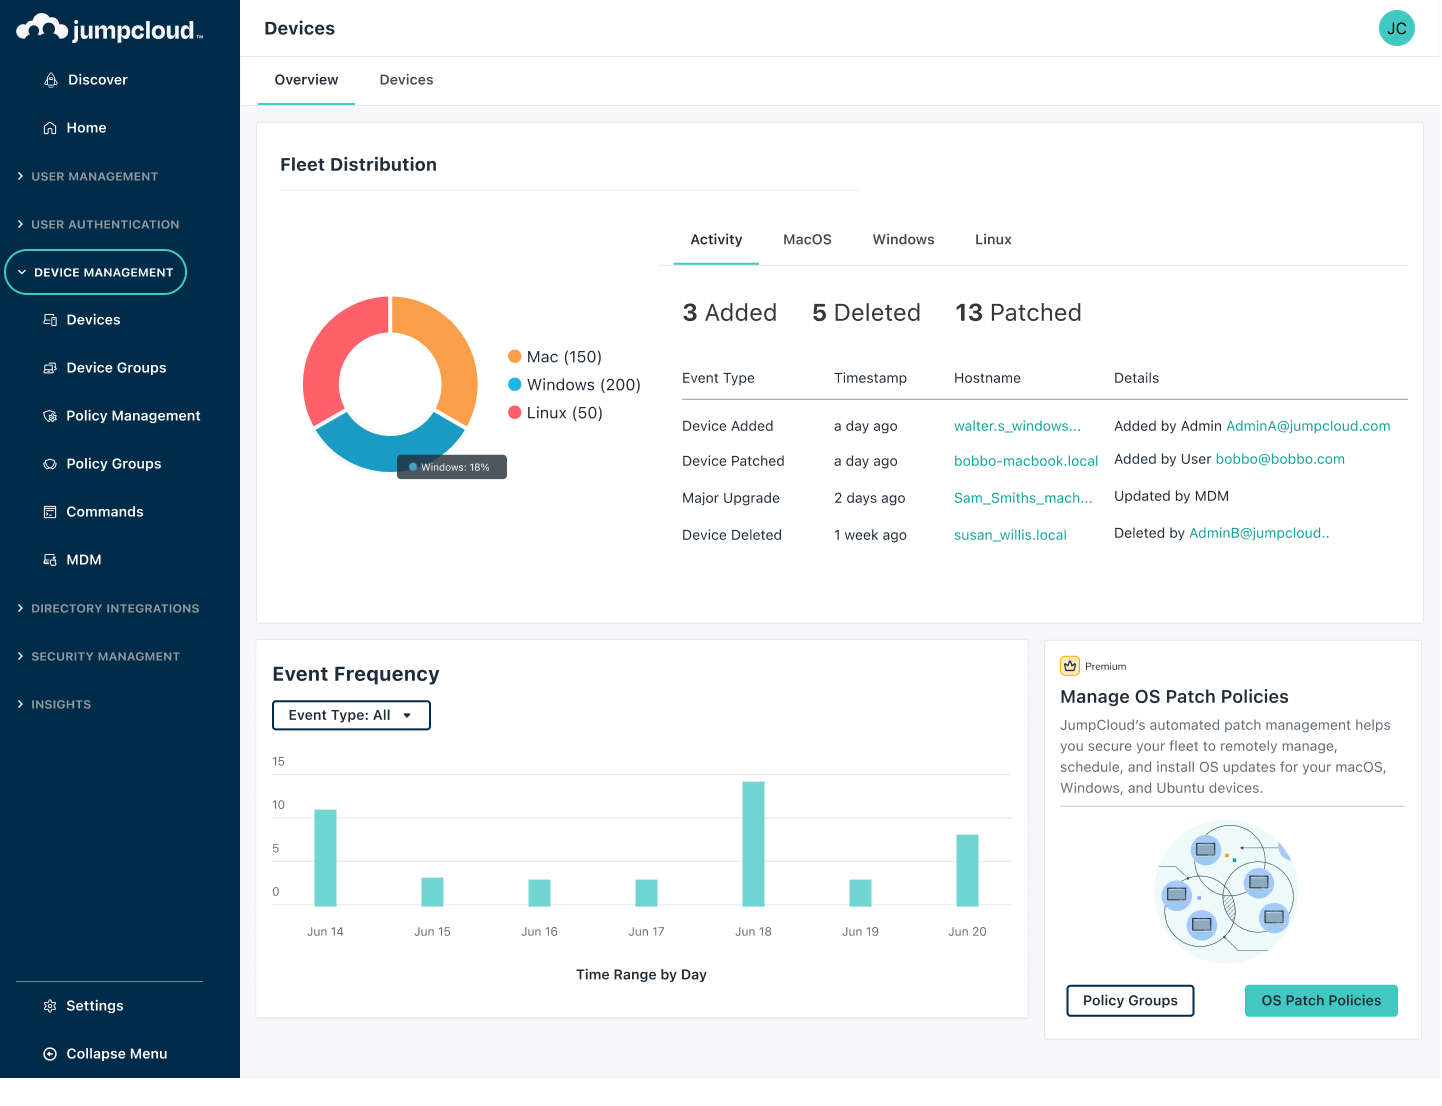 jumpcloud™
Discover
Home
USER MANAGEMENT
USER AUTHENTICATION
DEVICE MANAGEMENT
Devices
Device Groups
Policy Management
Policy Groups
Commands
MDM
DIRECTORY INTEGRATIONS
SECURITY MANAGMENT
INSIGHTS
Settings
Collapse Menu
Devices
JC
Overview Devices
Fleet Distribution
Mac (150)
Windows (200)
Linux (50)
Windows: 18%
Activity MacOS Windows Linux
3 Added 5 Deleted 13 Patched
Event Type Timestamp Hostname Details
Device Added a day ago walter.s_windows... Added by Admin AdminA@jumpcloud.com
Device Patched a day ago bobbo-macbook.local Added by User bobbo@bobbo.com
Major Upgrade 2 days ago Sam_Smiths_mach... Updated by MDM
Device Deleted 1 week ago susan_willis.local Deleted by AdminB@jumpcloud..
Event Frequency
Event Type: All
15
10
5
0
Jun 14 Jun 15 Jun 16 Jun 17 Jun 18 Jun 19 Jun 20
Time Range by Day
Premium
Manage OS Patch Policies
JumpCloud's automated patch management helps
you secure your fleet to remotely manage,
schedule, and install OS updates for your macOS,
Windows, and Ubuntu devices.
Policy Groups OS Patch Policies